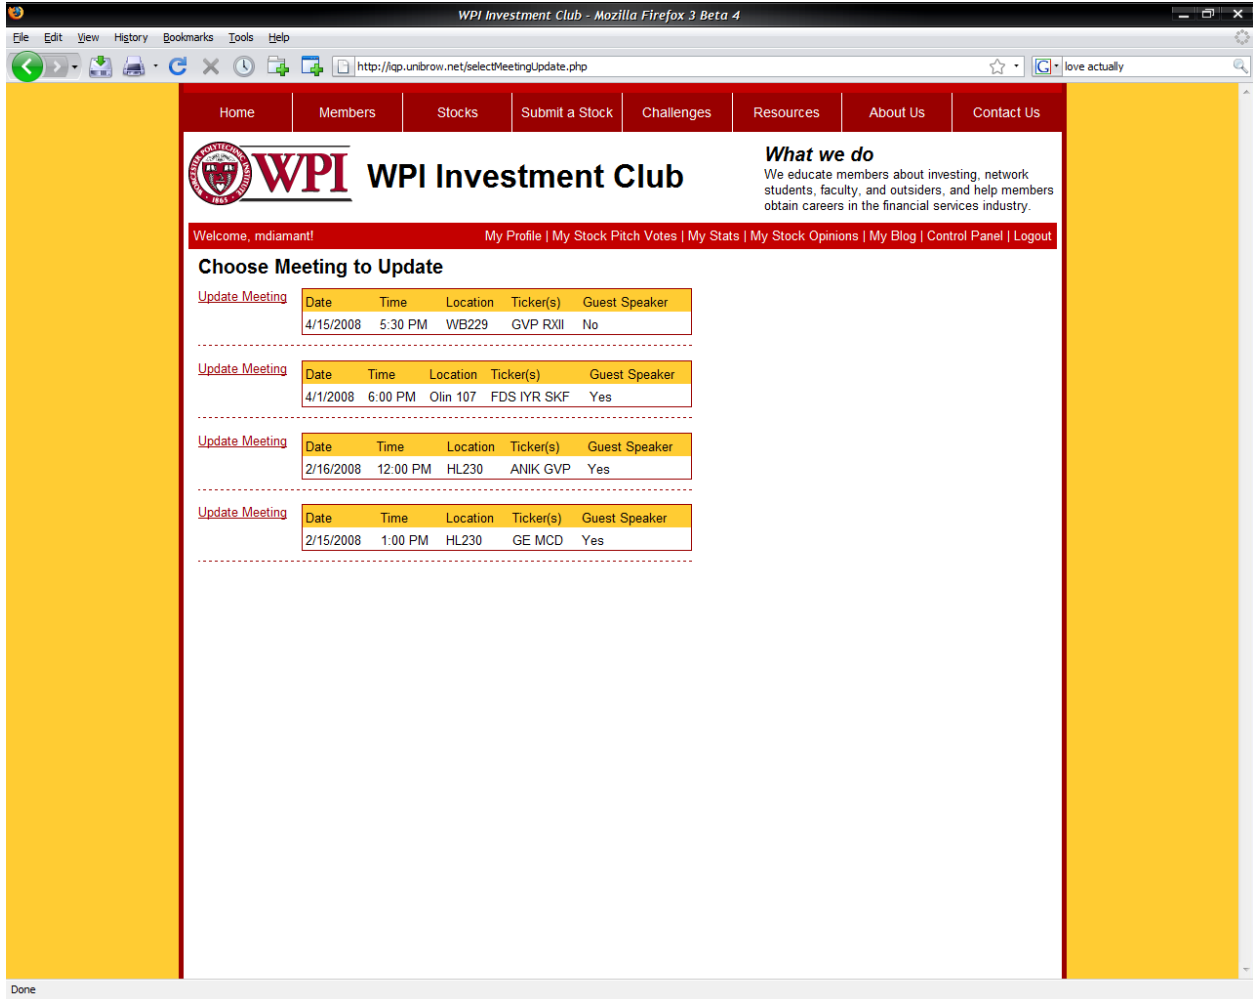 WPI Investment Club - Mozilla Firefox 3 Beta 4
File Edit View History Bookmarks Tools Help
http://iqp.unibrow.net/selectMeetingUpdate.php
G love actually
Home Members Stocks Submit a Stock Challenges Resources About Us Contact Us
WORCESTER POLYTECHNIC INSTITUTE 1865
WPI
WPI Investment Club
What we do
We educate members about investing, network
students, faculty, and outsiders, and help members
obtain careers in the financial services industry.
Welcome, mdiamant! My Profile | My Stock Pitch Votes | My Stats | My Stock Opinions | My Blog | Control Panel | Logout
Choose Meeting to Update
Update Meeting
Date Time Location Ticker(s) Guest Speaker
4/15/2008 5:30 PM WB229 GVP RXII No
Update Meeting
Date Time Location Ticker(s) Guest Speaker
4/1/2008 6:00 PM Olin 107 FDS IYR SKF Yes
Update Meeting
Date Time Location Ticker(s) Guest Speaker
2/16/2008 12:00 PM HL230 ANIK GVP Yes
Update Meeting
Date Time Location Ticker(s) Guest Speaker
2/15/2008 1:00 PM HL230 GE MCD Yes
Done